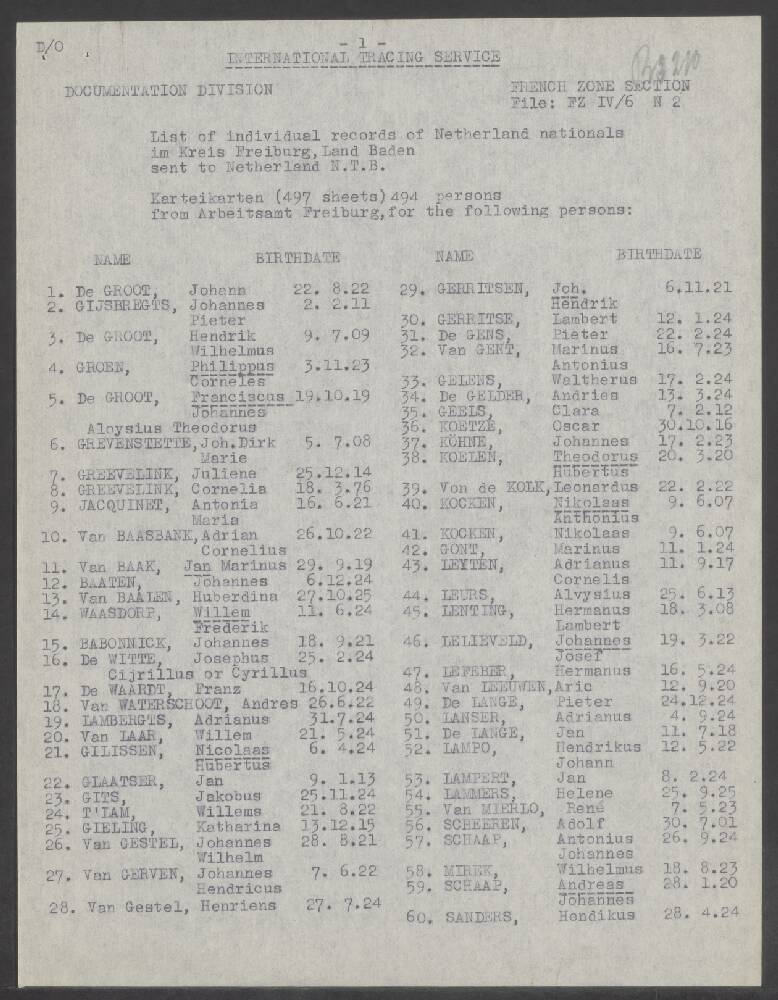 D/O
- 1 -
INTERNATIONAL TRACING SERVICE
DOCUMENTATION DIVISION
FRENCH ZONE SECTION
File: FZ IV/6 N 2
List of individual records of Netherland nationals
im Kreis Freiburg,Land Baden
sent to Netherland N.T.B.
Karteikarten (497 sheets)494 persons
from Arbeitsamt Freiburg,for the following persons:
NAME BIRTHDATE
1. De GROOT, Johann 22. 8.22
2. GIJSBREGTS, Johannes 2. 2.11
Pieter
3. De GROOT, Hendrik 9. 7.09
Wilhelmus
4. GROEN, Philippus 3.11.23
Corneles
5. De GROOT, Franciscus 19.10.19
Johannes
Aloysius Theodorus
6. GREVENSTETTE,Joh.Dirk 5. 7.08
Marie
7. GREEVELINK, Juliene 25.12.14
8. GREEVELINK, Cornelia 18. 3.76
9. JACQUINET, Antonia 16. 6.21
Maria
10. Van BAASBANK,Adrian 26.10.22
Cornelius
11. Van BAAK, Jan Marinus 29. 9.19
12. BAATEN, Johannes 6.12.24
13. Van BAALEN, Huberdina 27.10.25
14. WAASDORP, Willem 11. 6.24
Frederik
15. BABONNICK, Johannes 18. 9.21
16. De WITTE, Josephus 25. 2.24
Cijrillus or Cyrillus
17. De WAARDT, Franz 16.10.24
18. Van WATERSCHOOT, Andres 26.6.22
19. LAMBERGTS, Adrianus 31.7.24
20. Van LAAR, Willem 21. 5.24
21. GILISSEN, Nicolaas 6. 4.24
Hubertus
22. GLAATSER, Jan 9. 1.13
23. GITS, Jakobus 25.11.24
24. T'LAM, Willems 21. 8.22
25. GIELING, Katharina 13.12.15
26. Van GESTEL, Johannes 28. 8.21
Wilhelm
27. Van GERVEN, Johannes 7. 6.22
Hendricus
28. Van Gestel, Henriens 27. 7.24
NAME BIRTHDATE
29. GERRITSEN, Joh. 6.11.21
Hendrik
30. GERRITSE, Lambert 12. 1.24
31. De GENS, Pieter 22. 2.24
32. Van GENT, Marinus 16. 7.23
Antonius
33. GELENS, Waltherus 17. 2.24
34. De GELDER, Andries 13. 3.24
35. GEELS, Clara 7. 2.12
36. KOETZE, Oscar 30.10.16
37. KÖHNE, Johannes 17. 2.23
38. KOELEN, Theodorus 20. 3.20
Hubertus
39. Von de KOLK,Leonardus 22. 2.22
40. KOCKEN, Nikolaas 9. 6.07
Anthonius
41. KOCKEN, Nikolaas 9. 6.07
42. GONT, Marinus 11. 1.24
43. LEYTEN, Adrianus 11. 9.17
Cornelis
44. LEURS, Alvysius 25. 6.13
45. LENTING, Hermanus 18. 3.08
Lambert
46. LELIEVELD, Johannes 19. 3.22
Josef
47. LEFEBER, Hermanus 16. 5.24
48. Van LEEUWEN,Arie 12. 9.20
49. De LANGE, Pieter 24.12.24
50. LANSER, Adrianus 4. 9.24
51. De LANGE, Jan 11. 7.18
52. LAMPO, Hendrikus 12. 5.22
Johann
53. LAMPERT, Jan 8. 2.24
54. LAMMERS, Helene 25. 9.25
55. Van MIERLO, René 7. 5.23
56. SCHEEREN, Adolf 30. 7.01
57. SCHAAP, Antonius 26. 9.24
Johannes
58. MIREK, Wilhelmus 18. 8.23
59. SCHAAP, Andreas 28. 1.20
Johannes
60. SANDERS, Hendikus 28. 4.24